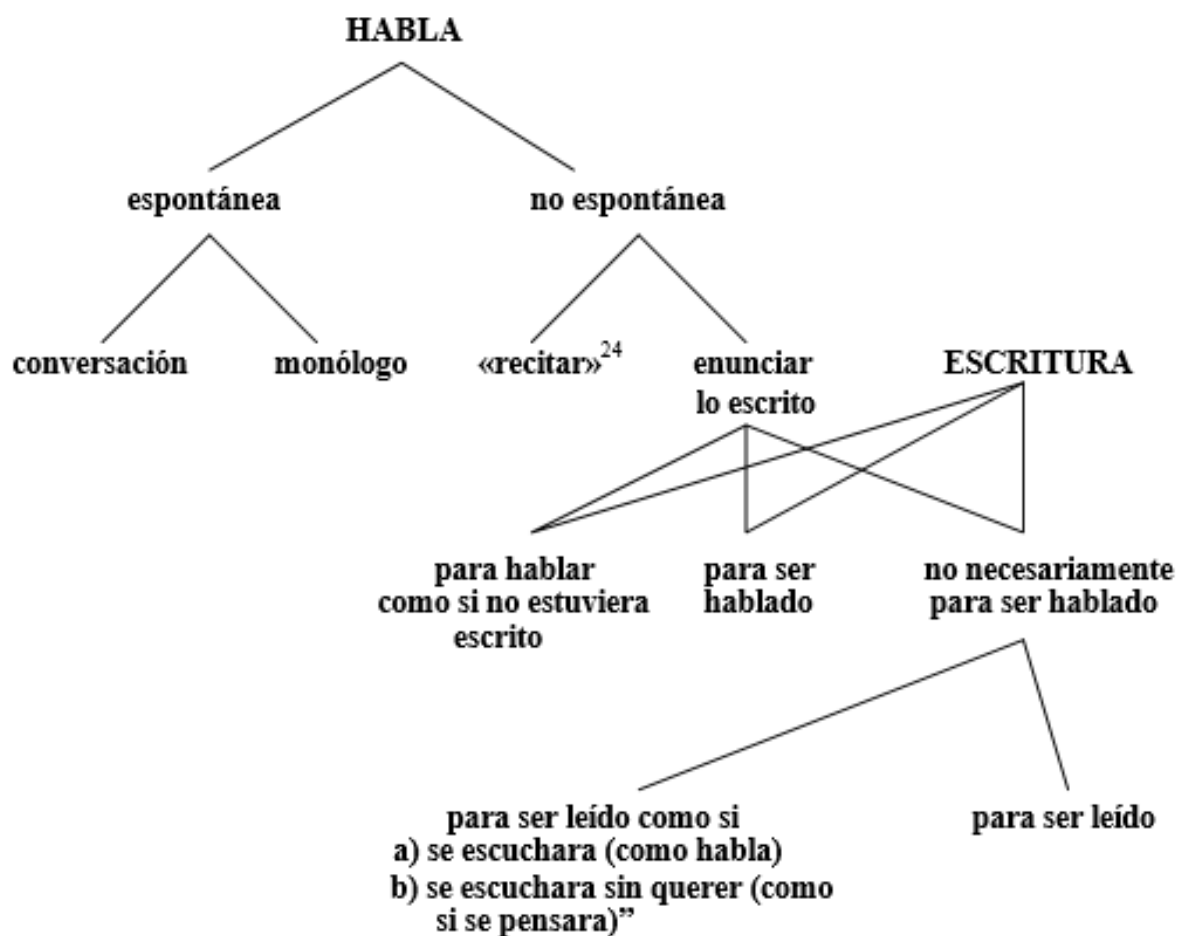 HABLA
espontánea
no espontánea
conversación
monólogo
«recitar»24
enunciar
lo escrito
ESCRITURA
para hablar
como si no estuviera
escrito
para ser
hablado
no necesariamente
para ser hablado
para ser leído como si
a) se escuchara (como habla)
b) se escuchara sin querer (como
si se pensara)”
para ser leído